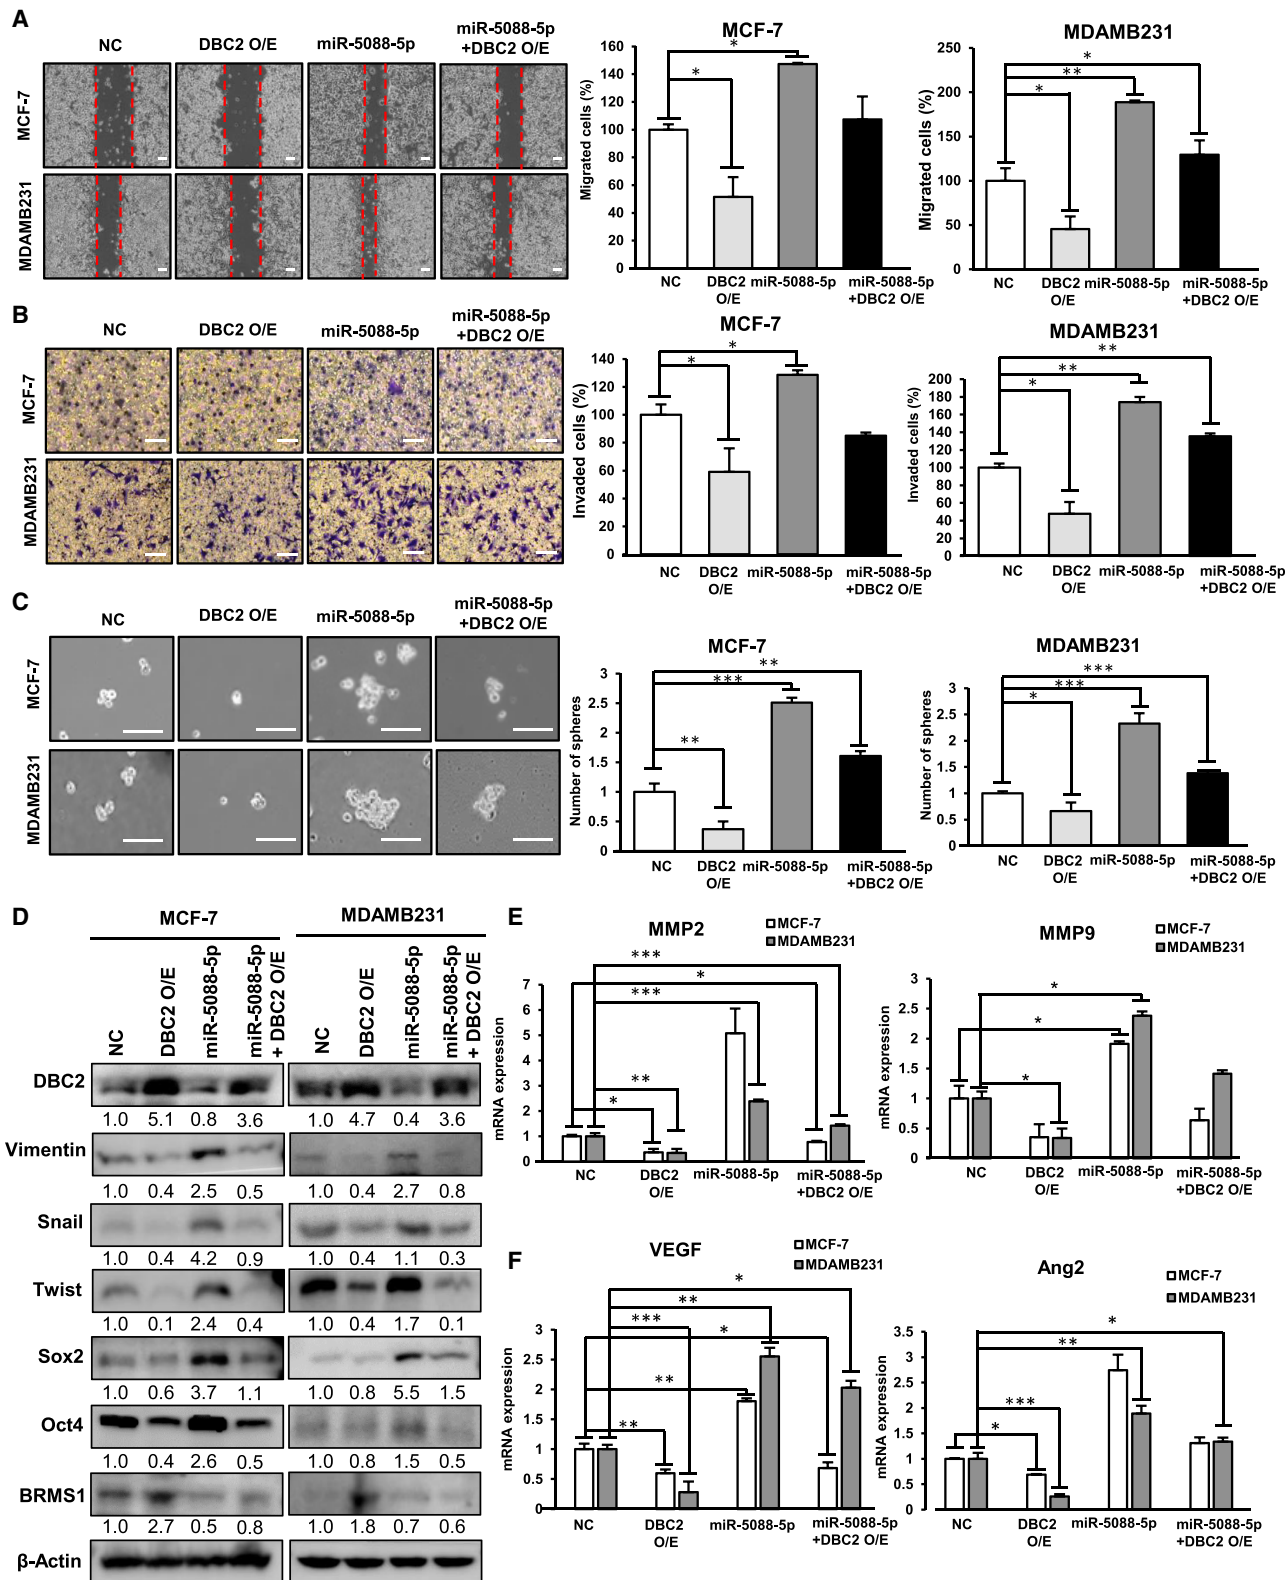 A
NC
DBC2 O/E
miR-5088-5p
miR-5088-5p
+DBC2 O/E
MCF-7
MDAMB231
MCF-7
Migrated cells (%)
160
140
120
100
80
60
40
20
0
*
*
NC
DBC2
O/E
miR-5088-5p
miR-5088-5p
+DBC2 O/E
MDAMB231
Migrated cells (%)
250
200
150
100
50
0
*
**
*
NC
DBC2
O/E
miR-5088-5p
miR-5088-5p
+DBC2 O/E
B
NC
DBC2 O/E
miR-5088-5p
miR-5088-5p
+DBC2 O/E
MCF-7
MDAMB231
MCF-7
Invaded cells (%)
140
120
100
80
60
40
20
0
*
*
NC
DBC2
O/E
miR-5088-5p
miR-5088-5p
+DBC2 O/E
MDAMB231
Invaded cells (%)
200
180
160
140
120
100
80
60
40
20
0
**
**
*
NC
DBC2
O/E
miR-5088-5p
miR-5088-5p
+DBC2 O/E
C
NC
DBC2 O/E
miR-5088-5p
miR-5088-5p
+DBC2 O/E
MCF-7
MDAMB231
MCF-7
Number of spheres
3
2.5
2
1.5
1
0.5
0
**
***
**
NC
DBC2
O/E
miR-5088-5p
miR-5088-5p
+DBC2 O/E
MDAMB231
Number of spheres
3
2.5
2
1.5
1
0.5
0
***
***
*
NC
DBC2
O/E
miR-5088-5p
miR-5088-5p
+DBC2 O/E
D
MCF-7
MDAMB231
NC
DBC2 O/E
miR-5088-5p
miR-5088-5p
+ DBC2 O/E
NC
DBC2 O/E
miR-5088-5p
miR-5088-5p
+ DBC2 O/E
DBC2
1.0 5.1 0.8 3.6 1.0 4.7 0.4 3.6
Vimentin
1.0 0.4 2.5 0.5 1.0 0.4 2.7 0.8
Snail
1.0 0.4 4.2 0.9 1.0 0.4 1.1 0.3
Twist
1.0 0.1 2.4 0.4 1.0 0.4 1.7 0.1
Sox2
1.0 0.6 3.7 1.1 1.0 0.8 5.5 1.5
Oct4
1.0 0.4 2.6 0.5 1.0 0.8 1.5 0.5
BRMS1
1.0 2.7 0.5 0.8 1.0 1.8 0.7 0.6
β-Actin
E
MMP2
MCF-7
MDAMB231
mRNA expression
7
6
5
4
3
2
1
0
***
*
***
**
*
NC
DBC2
O/E
miR-5088-5p
miR-5088-5p
+DBC2 O/E
MMP9
MCF-7
MDAMB231
mRNA expression
3
2.5
2
1.5
1
0.5
0
*
*
*
NC
DBC2
O/E
miR-5088-5p
miR-5088-5p
+DBC2 O/E
F
VEGF
MCF-7
MDAMB231
mRNA expression
3
2.5
2
1.5
1
0.5
0
*
**
***
*
**
**
NC
DBC2
O/E
miR-5088-5p
miR-5088-5p
+DBC2 O/E
Ang2
MCF-7
MDAMB231
mRNA expression
3.5
3
2.5
2
1.5
1
0.5
0
*
**
***
*
NC
DBC2
O/E
miR-5088-5p
miR-5088-5p
+DBC2 O/E